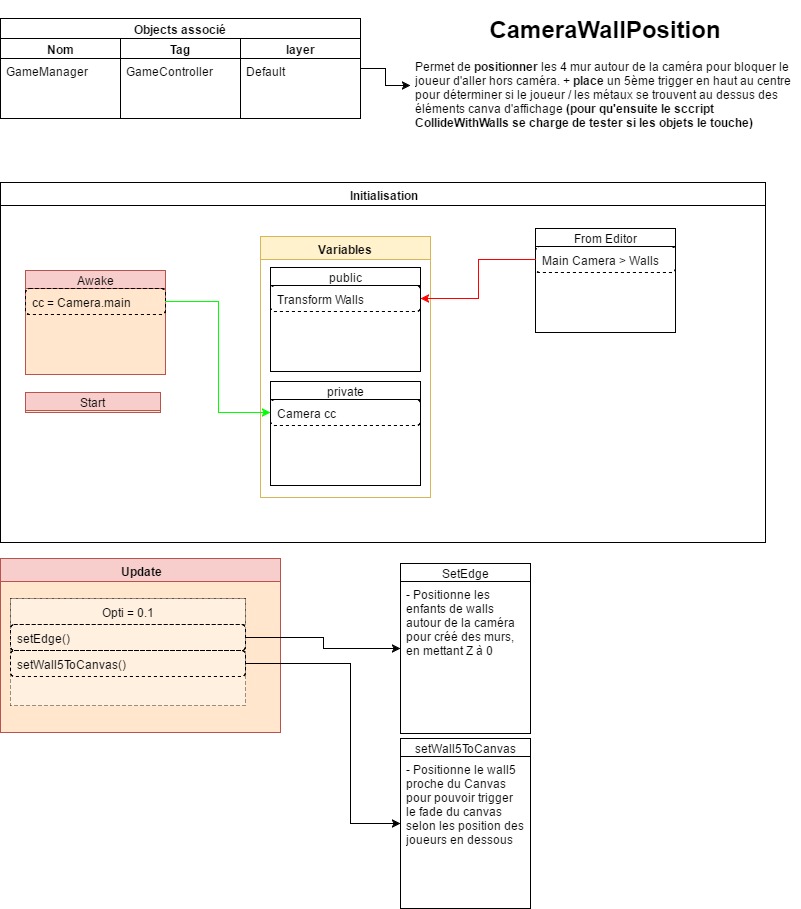 Objects associé
Nom Tag layer
GameManager GameController Default
CameraWallPosition
Permet de positionner les 4 mur autour de la caméra pour bloquer le
joueur d'aller hors caméra. + place un 5ème trigger en haut au centre
pour déterminer si le joueur / les métaux se trouvent au dessus des
éléments canva d'affichage (pour qu'ensuite le sccript
CollideWithWalls se charge de tester si les objets le touche)
Initialisation
Awake
cc = Camera.main
Start
Variables
public
Transform Walls
private
Camera cc
From Editor
Main Camera > Walls
Update
Opti = 0.1
setEdge()
setWall5ToCanvas()
SetEdge
- Positionne les
enfants de walls
autour de la caméra
pour créé des murs,
en mettant Z à 0
setWall5ToCanvas
- Positionne le wall5
proche du Canvas
pour pouvoir trigger
le fade du canvas
selon les position des
joueurs en dessous